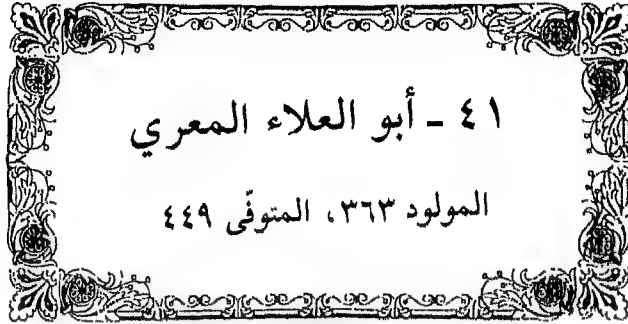 ٤١ ـ أبو العلاء المعري
المولود ٣٦٣، المتوفّى ٤٤٩